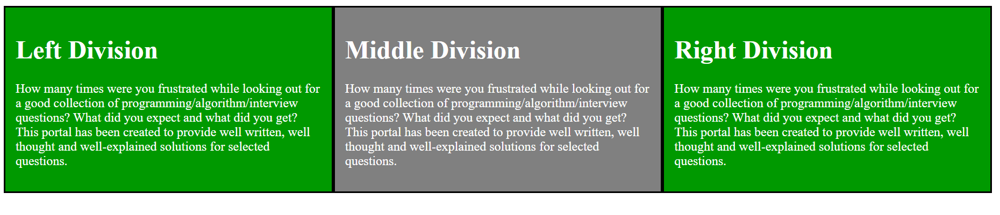 Left Division
How many times were you frustrated while looking out for
a good collection of programming/algorithm/interview
questions? What did you expect and what did you get?
This portal has been created to provide well written, well
thought and well-explained solutions for selected
questions.
Middle Division
How many times were you frustrated while looking out for
a good collection of programming/algorithm/interview
questions? What did you expect and what did you get?
This portal has been created to provide well written, well
thought and well-explained solutions for selected
questions.
Right Division
How many times were you frustrated while looking out for
a good collection of programming/algorithm/interview
questions? What did you expect and what did you get?
This portal has been created to provide well written, well
thought and well-explained solutions for selected
questions.